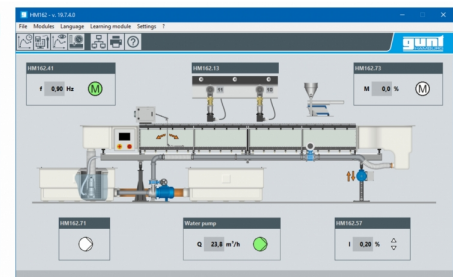 HM162 - v. 19.7.4.0
File Modules Language Learning module Settings ?
gunt
HM162.41
f 0,90 Hz M
HM162.13
11 10
HM162.73
M 0,0 % M
HM162.71
Water pump
Q 23,8 m³/h
HM162.57
I 0,20 %